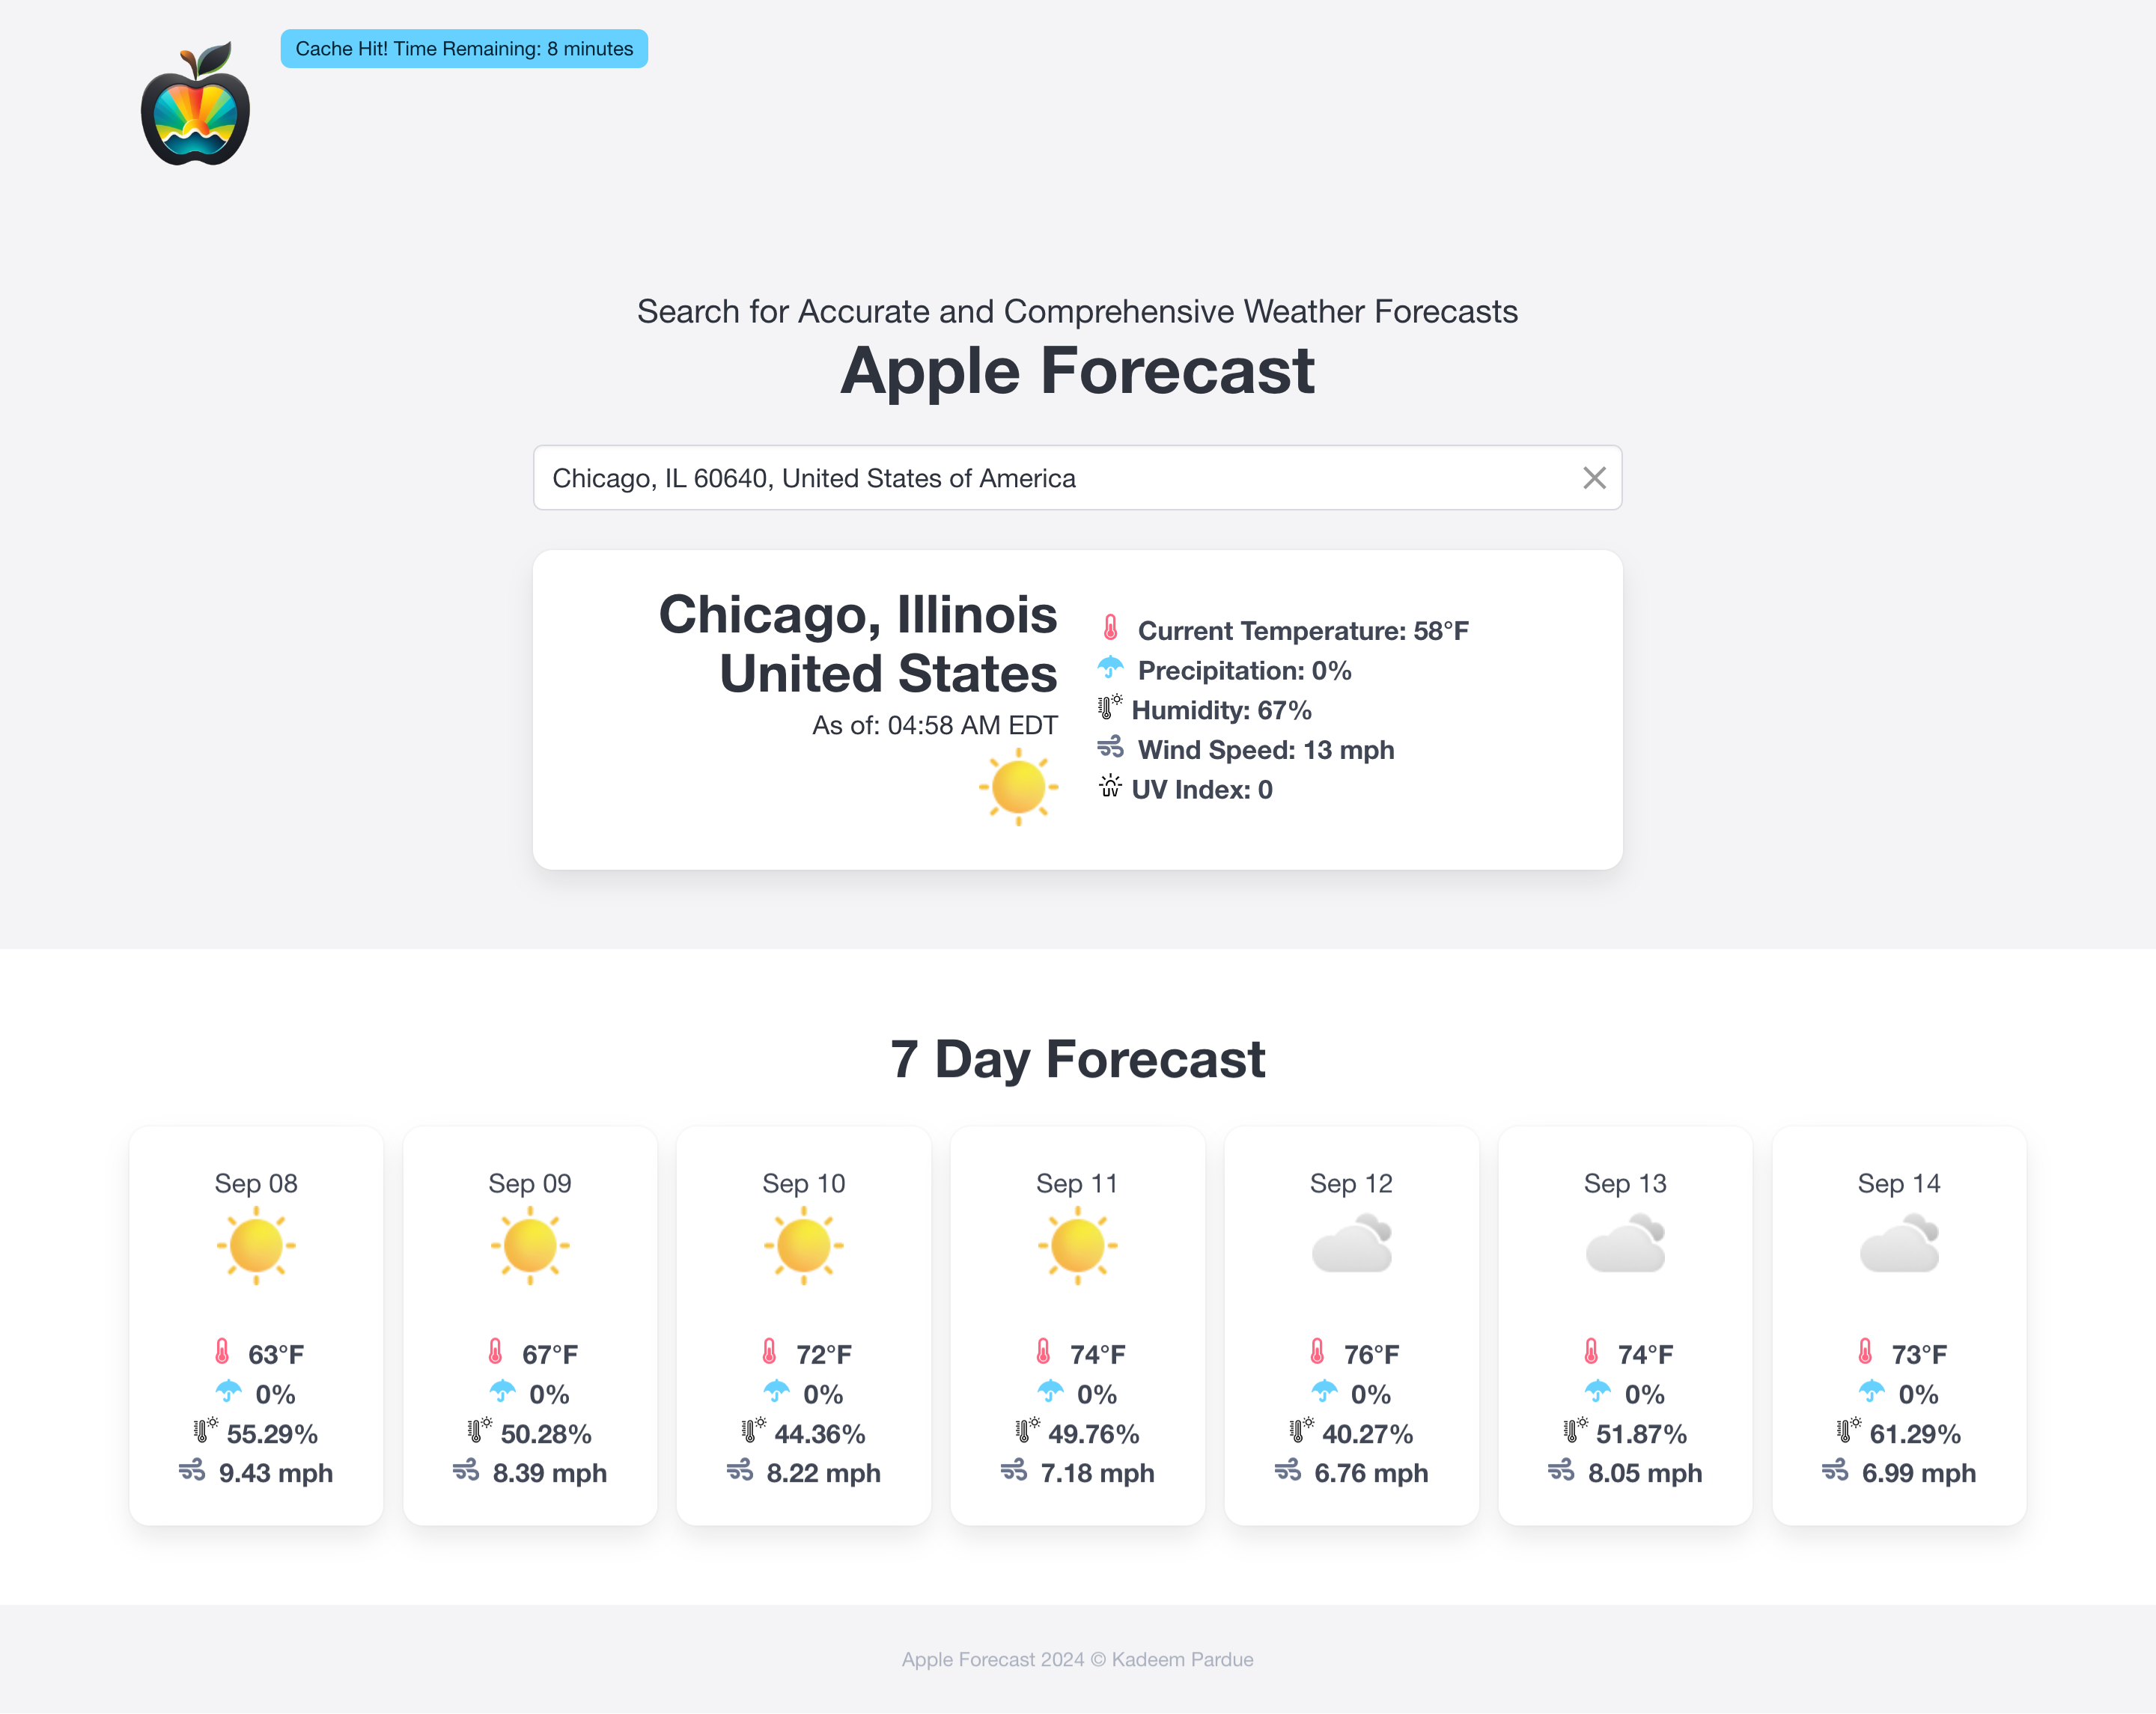 Cache Hit! Time Remaining: 8 minutes
Search for Accurate and Comprehensive Weather Forecasts
Apple Forecast
Chicago, IL 60640, United States of America
Chicago, Illinois
United States
As of: 04:58 AM EDT
Current Temperature: 58°F
Precipitation: 0%
Humidity: 67%
Wind Speed: 13 mph
UV
UV Index: 0
7 Day Forecast
Sep 08
63°F
0%
55.29%
9.43 mph
Sep 09
67°F
0%
50.28%
8.39 mph
Sep 10
72°F
0%
44.36%
8.22 mph
Sep 11
74°F
0%
49.76%
7.18 mph
Sep 12
76°F
0%
40.27%
6.76 mph
Sep 13
74°F
0%
51.87%
8.05 mph
Sep 14
73°F
0%
61.29%
6.99 mph
Apple Forecast 2024 © Kadeem Pardue